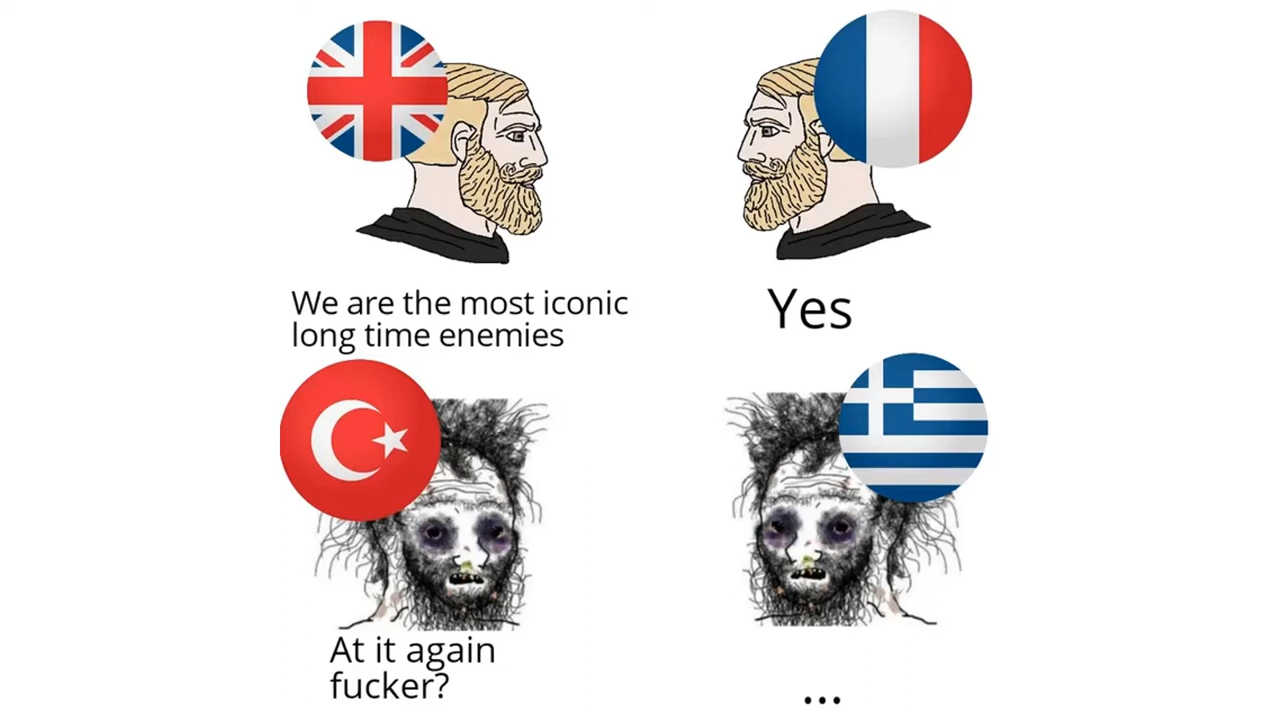 We are the most iconic
long time enemies
Yes
At it again
fucker?
...